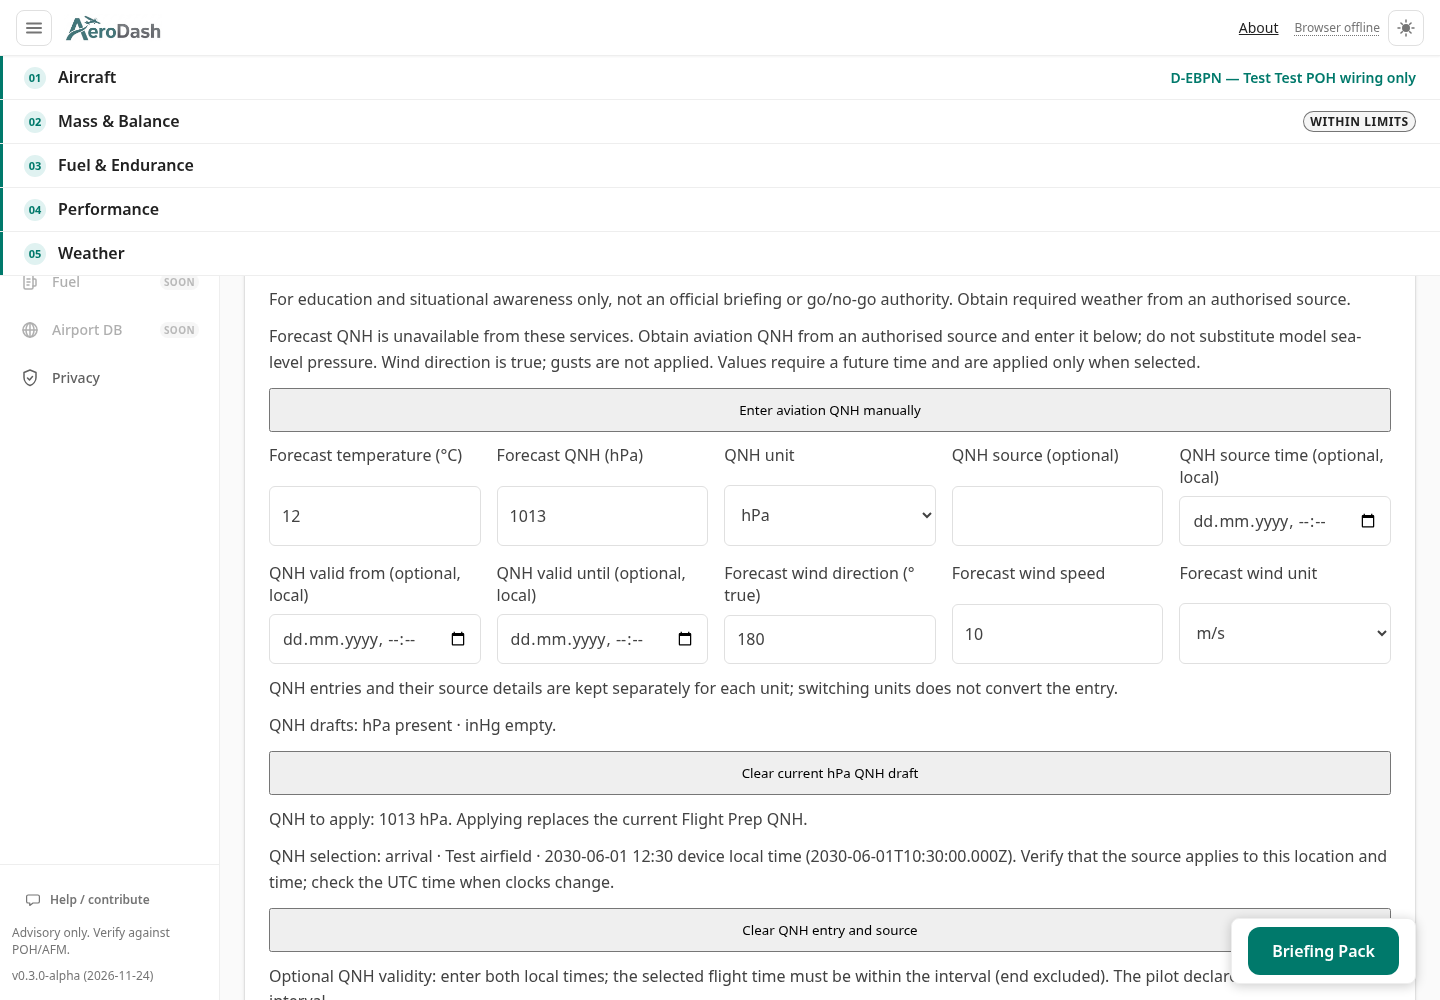 AeroDash
About
Browser offline
01 Aircraft
D-EBPN — Test Test POH wiring only
02 Mass & Balance
WITHIN LIMITS
03 Fuel & Endurance
04 Performance
05 Weather
Fuel SOON
Airport DB SOON
Privacy
For education and situational awareness only, not an official briefing or go/no-go authority. Obtain required weather from an authorised source.
Forecast QNH is unavailable from these services. Obtain aviation QNH from an authorised source and enter it below; do not substitute model sea-
level pressure. Wind direction is true; gusts are not applied. Values require a future time and are applied only when selected.
Enter aviation QNH manually
Forecast temperature (°C)
12
Forecast QNH (hPa)
1013
QNH unit
hPa
QNH source (optional)
QNH source time (optional,
local)
dd.mm.yyyy, --:--
QNH valid from (optional,
local)
dd.mm.yyyy, --:--
QNH valid until (optional,
local)
dd.mm.yyyy, --:--
Forecast wind direction (°
true)
180
Forecast wind speed
10
Forecast wind unit
m/s
QNH entries and their source details are kept separately for each unit; switching units does not convert the entry.
QNH drafts: hPa present · inHg empty.
Clear current hPa QNH draft
QNH to apply: 1013 hPa. Applying replaces the current Flight Prep QNH.
QNH selection: arrival · Test airfield · 2030-06-01 12:30 device local time (2030-06-01T10:30:00.000Z). Verify that the source applies to this location and
time; check the UTC time when clocks change.
Clear QNH entry and source
Optional QNH validity: enter both local times; the selected flight time must be within the interval (end excluded). The pilot
Help / contribute
Advisory only. Verify against
POH/AFM.
v0.3.0-alpha (2026-11-24)
Briefing Pack